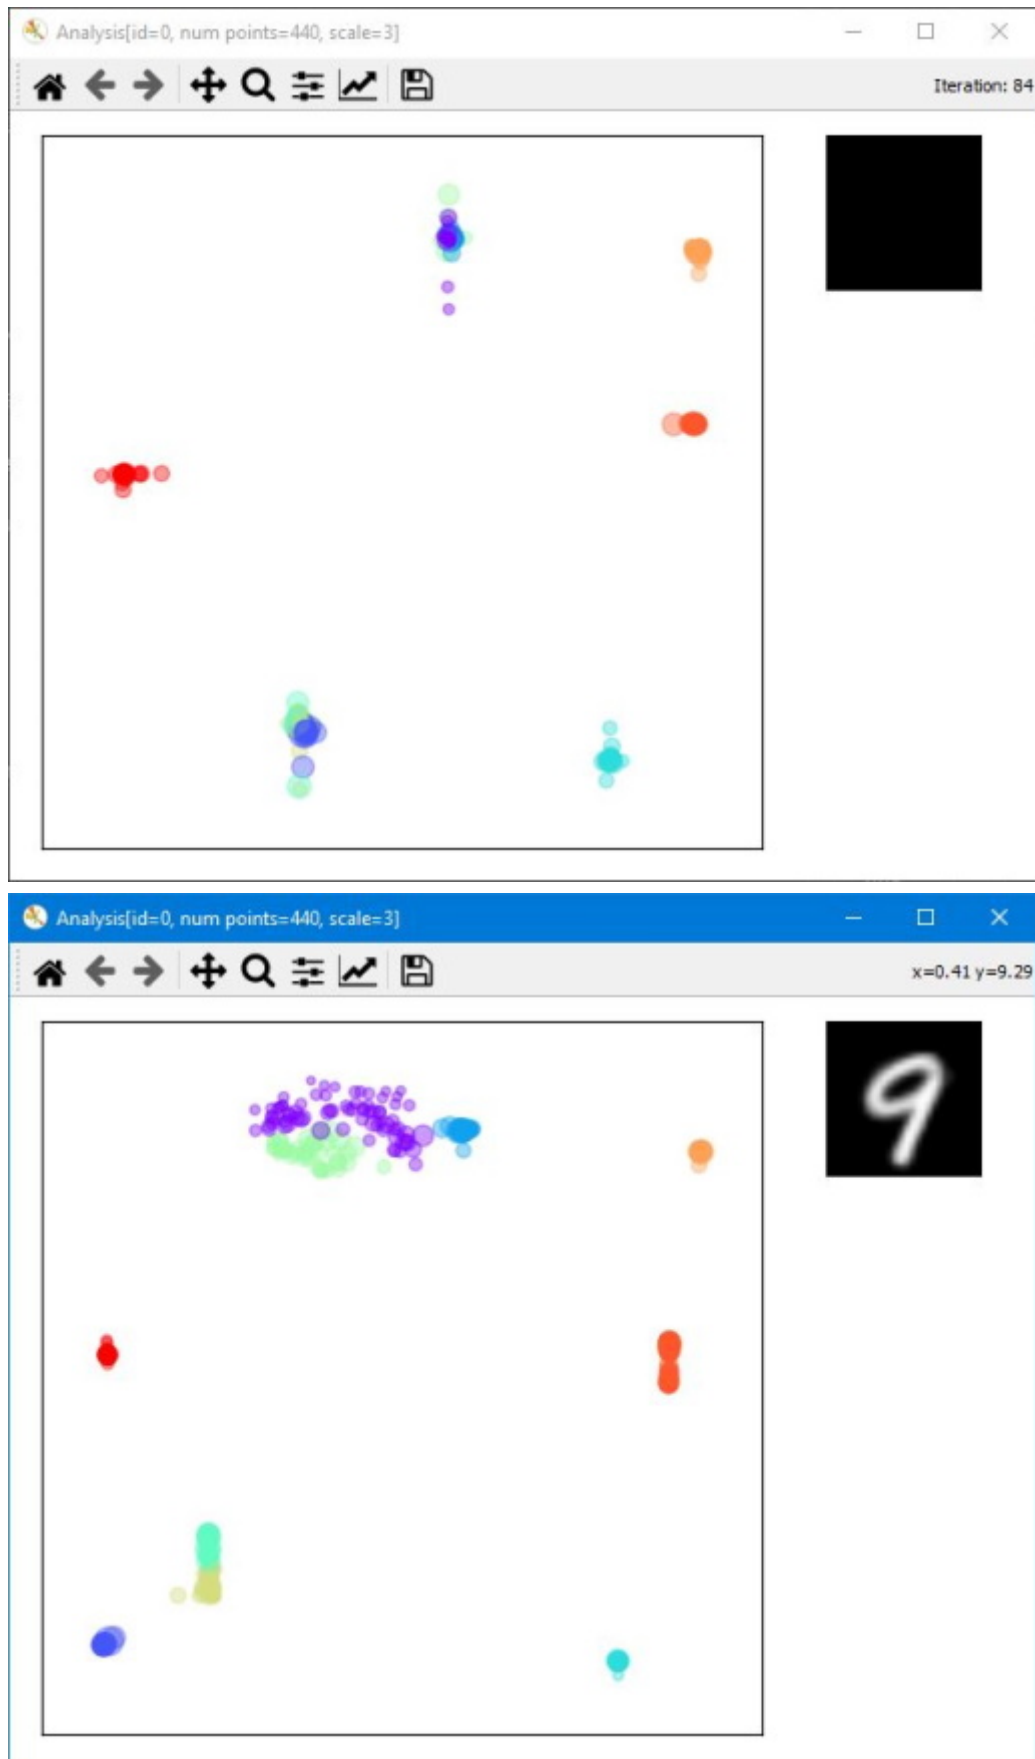 Analysis[id=0, num points=440, scale=3]
Iteration: 84
Analysis[id=0, num points=440, scale=3]
x=0.41 y=9.29
9